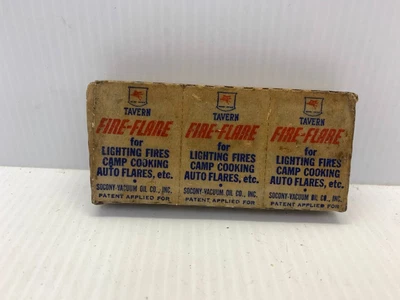 TAVERN
FIRE-FLARE
for
LIGHTING FIRES
CAMP COOKING
AUTO FLARES, etc.
SOCONY-VACUUM OIL CO., INC.
PATENT APPLIED FOR
TAVERN
FIRE-FLARE
for
LIGHTING FIRES
CAMP COOKING
AUTO FLARES, etc.
SOCONY-VACUUM OIL CO., INC.
PATENT APPLIED FOR
TAVERN
FIRE-FLARE
for
LIGHTING FIRES
CAMP COOKING
AUTO FLARES, etc.
SOCONY-VACUUM OIL CO., INC.
PATENT APPLIED FOR